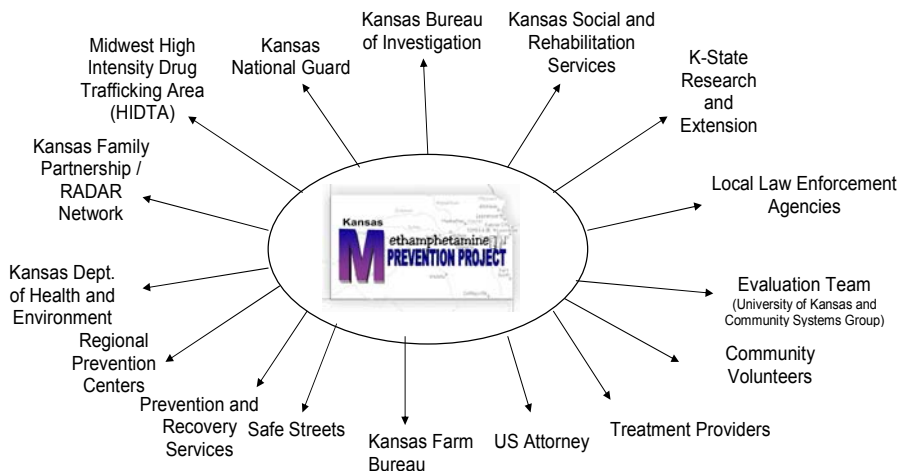 Kansas Bureau
of Investigation
Kansas Social and
Rehabilitation
Services
Kansas
National Guard
Midwest High
Intensity Drug
Trafficking Area
(HIDTA)
K-State
Research
and
Extension
Kansas Family
Partnership /
RADAR
Network
Local Law Enforcement
Agencies
Kansas
Methamphetamine
PREVENTION PROJECT
Kansas Dept.
of Health and
Environment
Evaluation Team
(University of Kansas and
Community Systems Group)
Regional
Prevention
Centers
Community
Volunteers
Prevention and
Recovery
Services
Safe Streets
Kansas Farm
Bureau
US Attorney
Treatment Providers